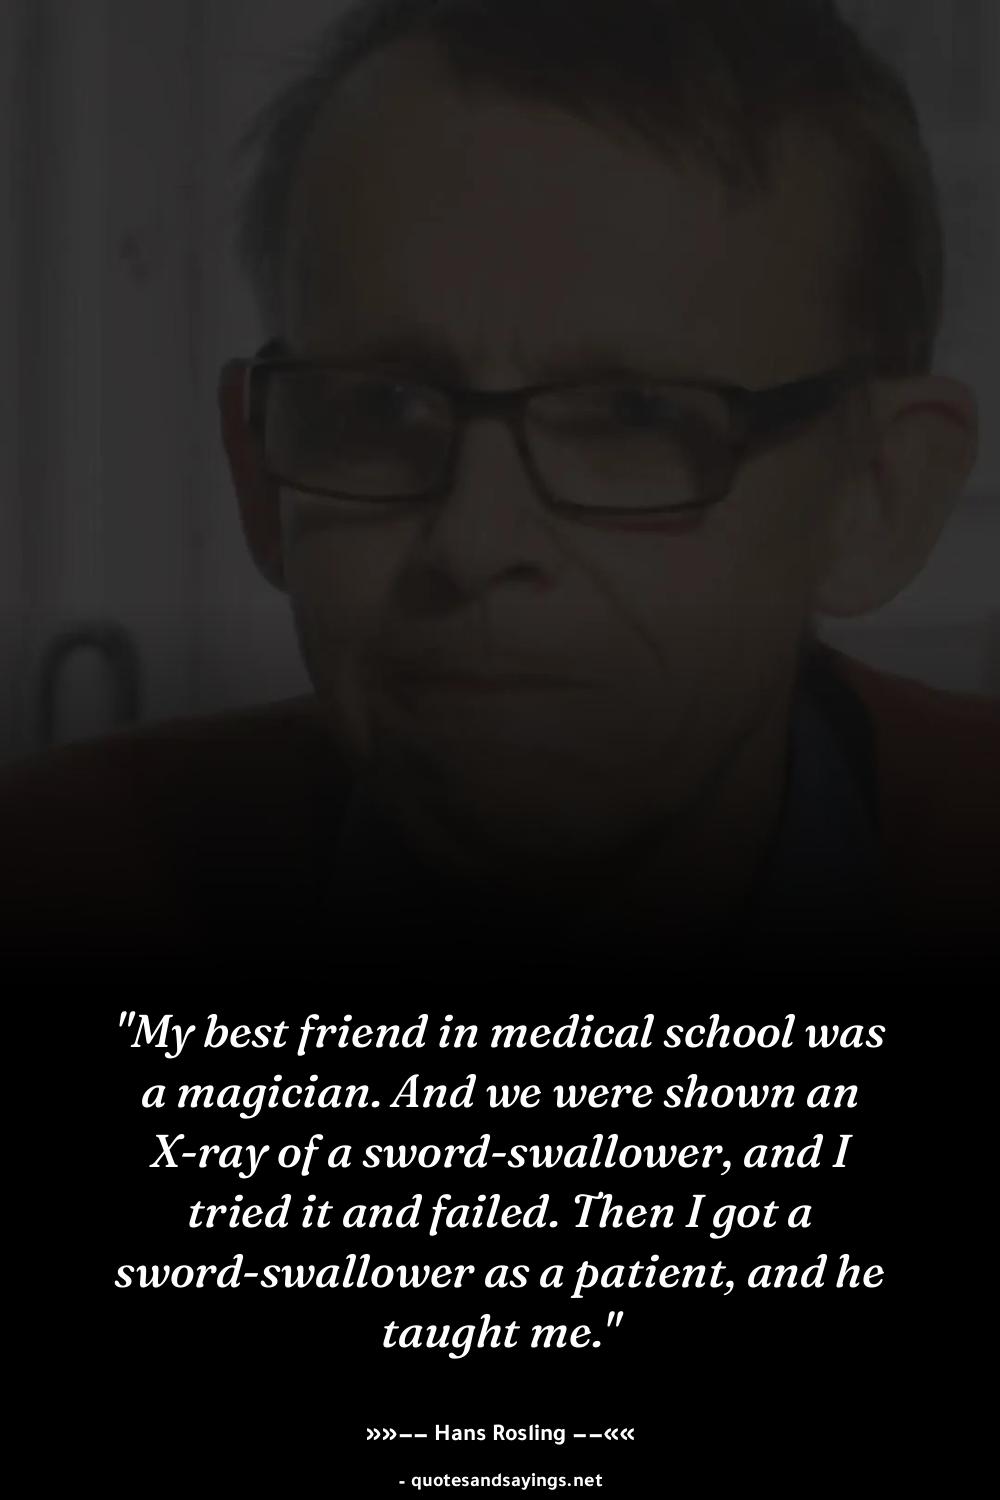 "My best friend in medical school was
a magician. And we were shown an
X-ray of a sword-swallower, and I
tried it and failed. Then I got a
sword-swallower as a patient, and he
taught me."
»»−− Hans Rosling −−««
- quotesandsayings.net